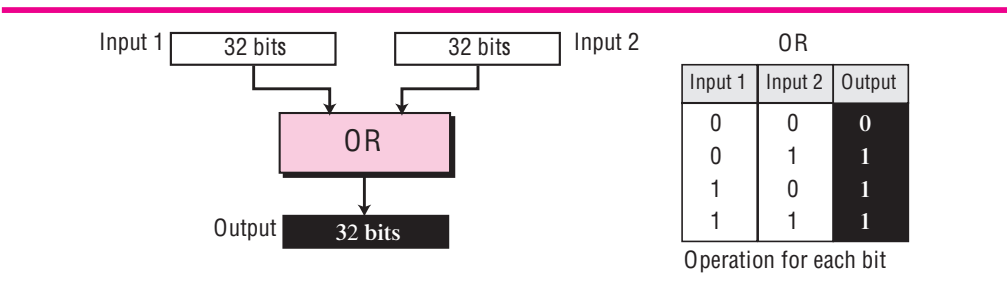 Input 1 32 bits 32 bits Input 2
OR
Output 32 bits
OR
Input 1 Input 2 Output
0 0 0
0 1 1
1 0 1
1 1 1
Operation for each bit